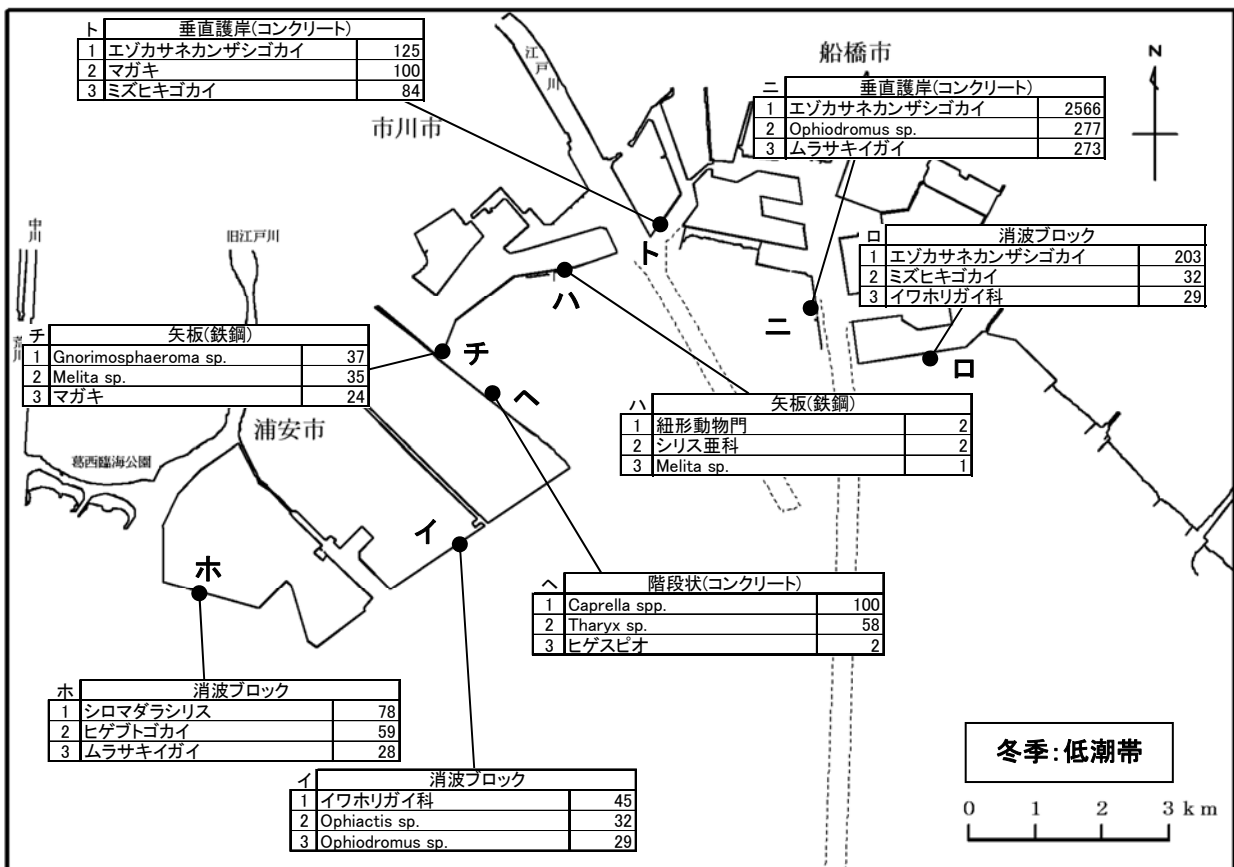 ト 垂直護岸(コンクリート)
1 エゾカサネカンザシゴカイ 125
2 マガキ 100
3 ミズヒキゴカイ 84
江戸川
船橋市
N
ニ 垂直護岸(コンクリート)
1 エゾカサネカンザシゴカイ 2566
2 Ophiodromus sp. 277
3 ムラサキイガイ 273
市川市
中川
旧江戸川
ト
ロ 消波ブロック
1 エゾカサネカンザシゴカイ 203
2 ミズヒキゴカイ 32
3 イワホリガイ科 29
ハ
ニ
ロ
荒川
チ 矢板(鉄鋼)
1 Gnorimosphaeroma sp. 37
2 Melita sp. 35
3 マガキ 24
チ
ヘ
ハ 矢板(鉄鋼)
1 紐形動物門 2
2 シリス亜科 2
3 Melita sp. 1
浦安市
葛西臨海公園
イ
ホ
ヘ 階段状(コンクリート)
1 Caprella spp. 100
2 Tharyx sp. 58
3 ヒゲスピオ 2
ホ 消波ブロック
1 シロマダラシリス 78
2 ヒゲブトゴカイ 59
3 ムラサキイガイ 28
イ 消波ブロック
1 イワホリガイ科 45
2 Ophiactis sp. 32
3 Ophiodromus sp. 29
冬季:低潮帯
0 1 2 3 km